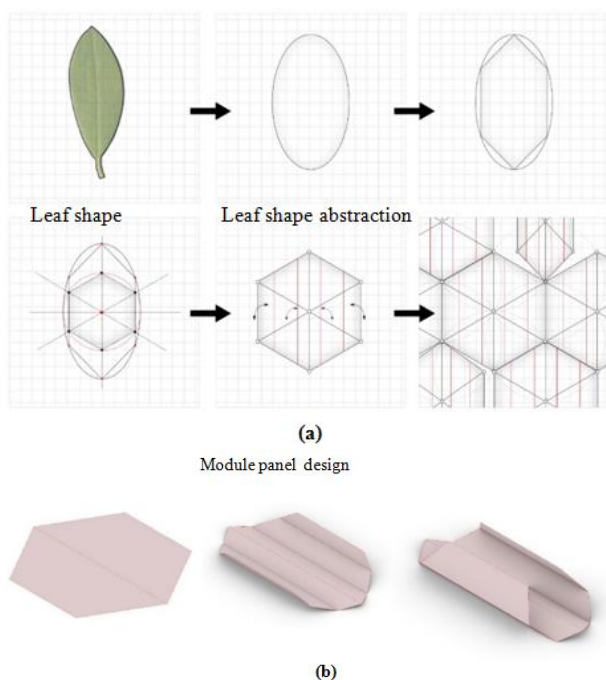 Leaf shape
Leaf shape abstraction
(a)
Module panel design
(b)